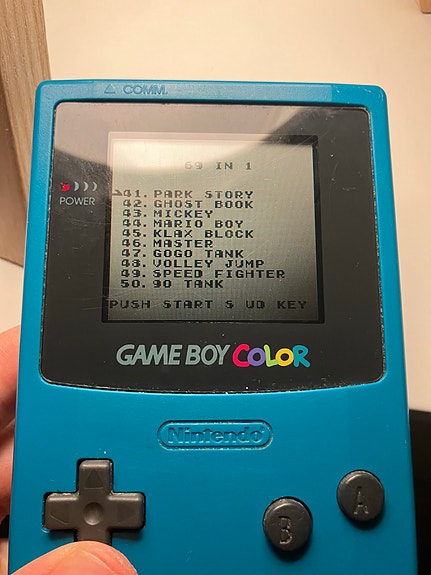 COMM.
69 IN 1
41. PARK STORY
42. GHOST BOOK
43. MICKEY
44. MARIO BOY
45. KLAX BLOCK
46. MASTER
47. GOGO TANK
48. VOLLEY JUMP
49. SPEED FIGHTER
50. 90 TANK
PUSH START S UD KEY
POWER
GAME BOY COLOR
Nintendo
B
A